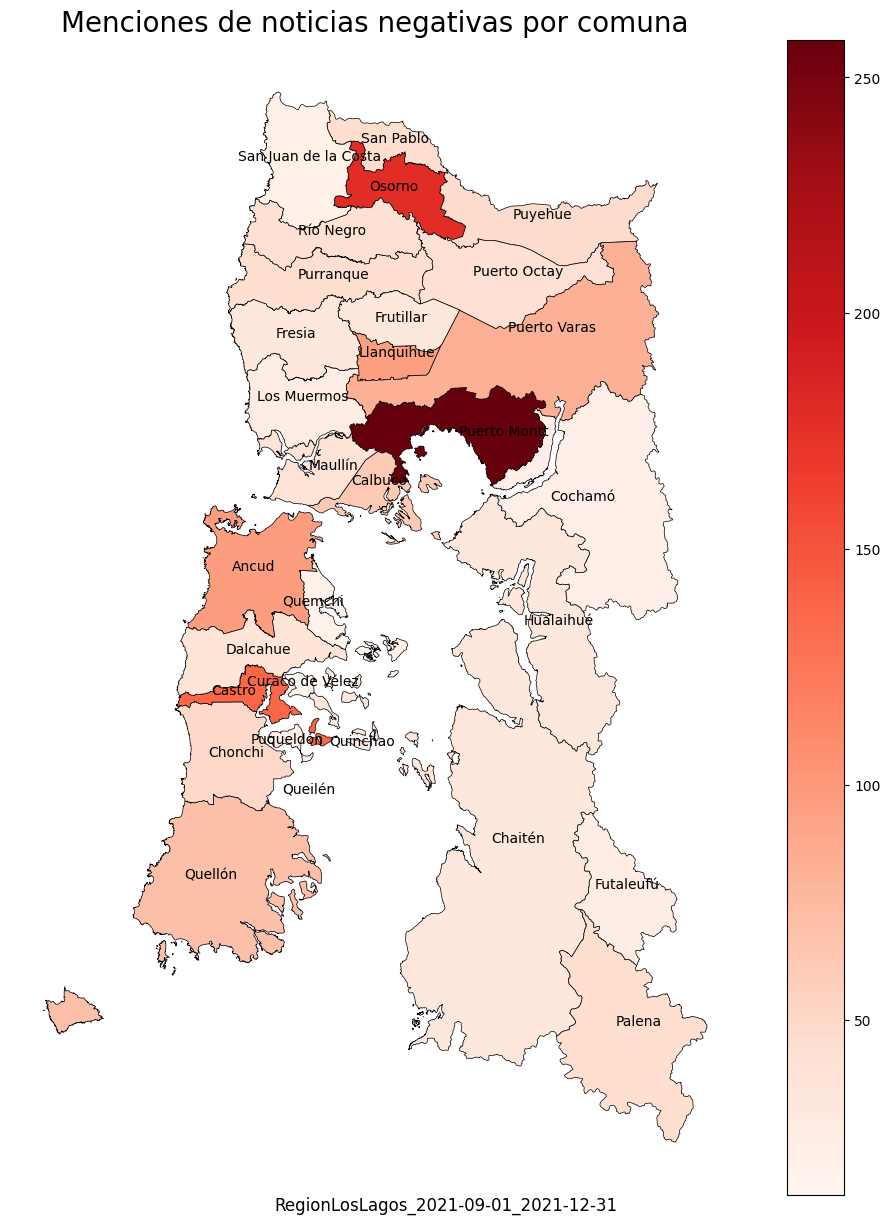 Menciones de noticias negativas por comuna
250
200
150
100
50
San Pablo
San Juan de la Costa
Osorno
Puyehue
Río Negro
Puerto Octay
Purranque
Frutillar
Puerto Varas
Fresia
Llanquihue
Los Muermos
Puerto Montt
Maullín
Calbuco
Cochamó
Ancud
Quemchi
Hualaihué
Dalcahue
Curaco de Vélez
Castro
Puqueldón
Quinchao
Chonchi
Queilén
Chaitén
Quellón
Futaleufú
Palena
RegionLosLagos_2021-09-01_2021-12-31